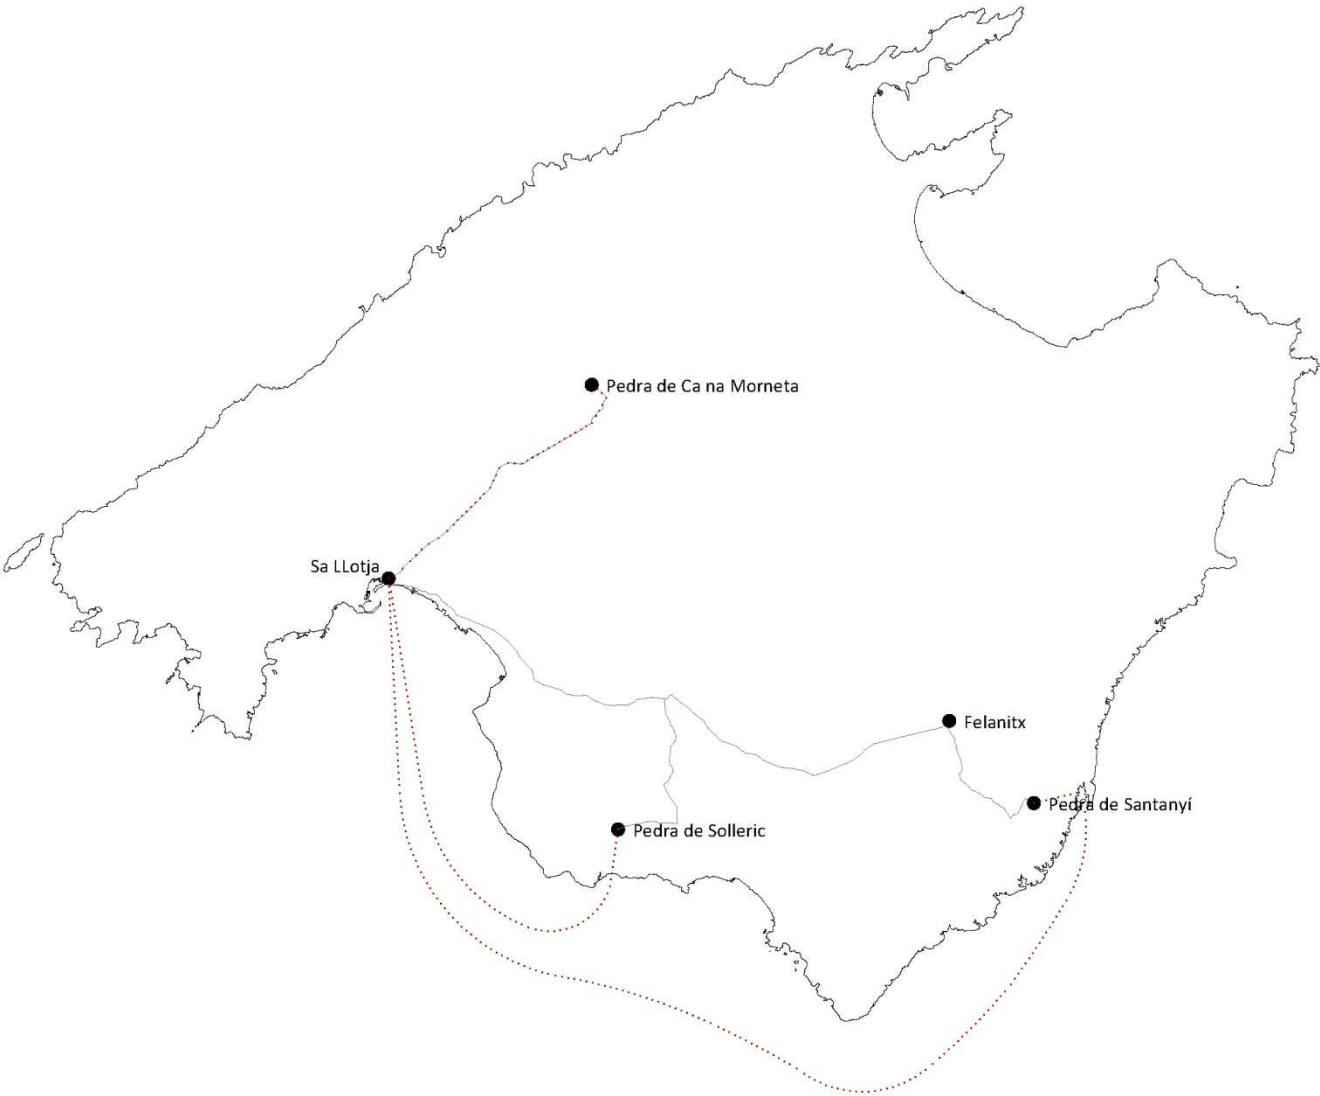 Pedra de Ca na Morneta
Sa LLotja
Felanitx
Pedra de Santanyí
Pedra de Solleric